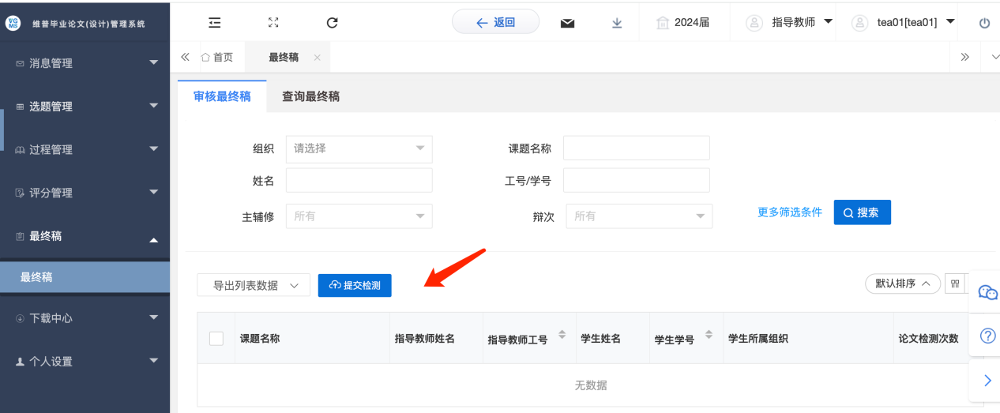 VG MS 维普毕业论文(设计)管理系统
返回
2024届
指导教师
tea01[tea01]
消息管理
选题管理
过程管理
评分管理
最终稿
最终稿
下载中心
个人设置
首页
最终稿
审核最终稿
查询最终稿
组织 请选择
课题名称
姓名
工号/学号
主辅修 所有
辩次 所有
更多筛选条件
搜索
导出列表数据
提交检测
默认排序
课题名称 指导教师姓名 指导教师工号 学生姓名 学生学号 学生所属组织 论文检测次数
无数据